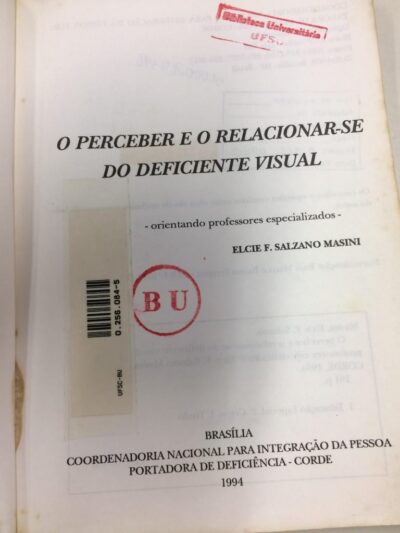 Biblioteca Universitária
UFSC
O PERCEBER E O RELACIONAR-SE
DO DEFICIENTE VISUAL
- orientando professores especializados -
ELCIE F. SALZANO MASINI
0.256.084-5
UFSC-BU
BU
BRASÍLIA
COORDENADORIA NACIONAL PARA INTEGRAÇÃO DA PESSOA
PORTADORA DE DEFICIÊNCIA - CORDE
1994